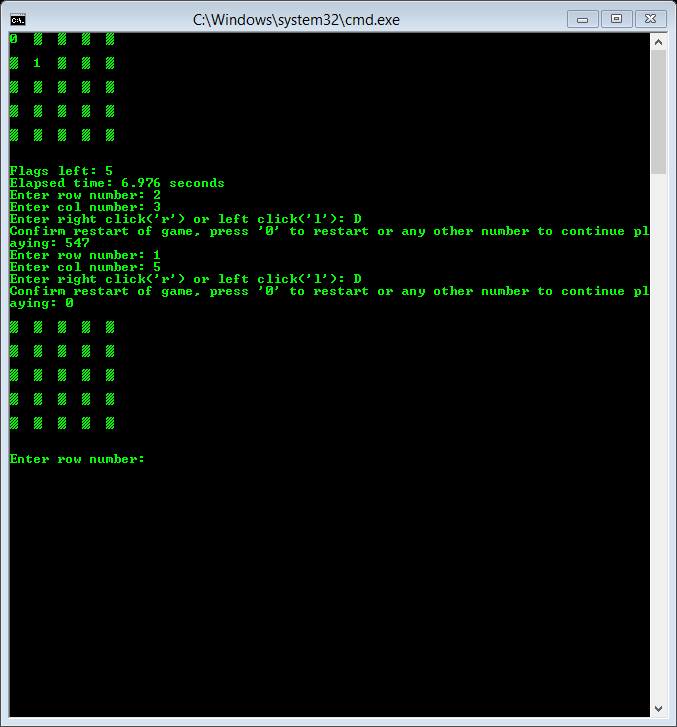 C:\Windows\system32\cmd.exe
0 ▒ ▒ ▒ ▒
▒ 1 ▒ ▒ ▒
▒ ▒ ▒ ▒ ▒
▒ ▒ ▒ ▒ ▒
▒ ▒ ▒ ▒ ▒
Flags left: 5
Elapsed time: 6.976 seconds
Enter row number: 2
Enter col number: 3
Enter right click('r') or left click('l'): D
Confirm restart of game, press '0' to restart or any other number to continue pl
aying: 547
Enter row number: 1
Enter col number: 5
Enter right click('r') or left click('l'): D
Confirm restart of game, press '0' to restart or any other number to continue pl
aying: 0
▒ ▒ ▒ ▒ ▒
▒ ▒ ▒ ▒ ▒
▒ ▒ ▒ ▒ ▒
▒ ▒ ▒ ▒ ▒
▒ ▒ ▒ ▒ ▒
Enter row number: